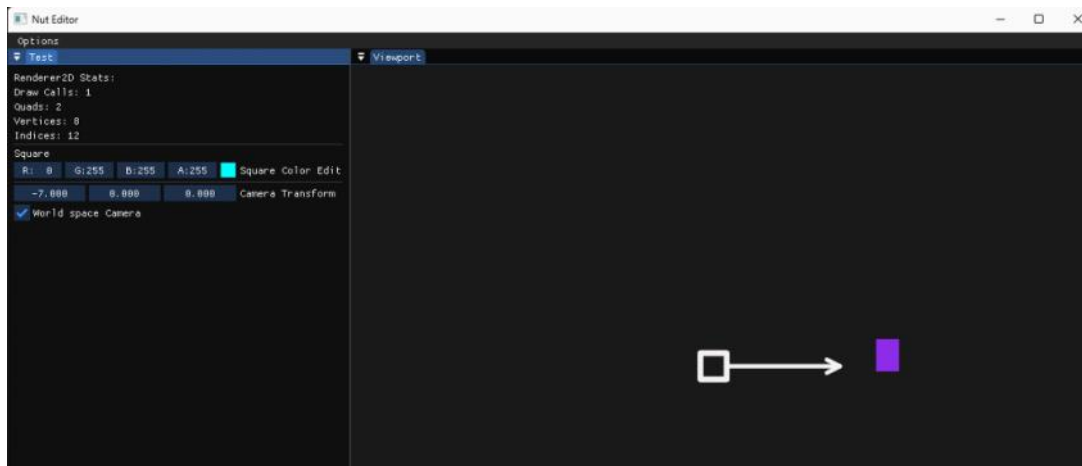 Nut Editor
Options
Test
Viewport
Renderer2D Stats:
Draw Calls: 1
Quads: 2
Vertices: 8
Indices: 12
Square
R: 0 G:255 B:255 A:255 Square Color Edit
-7.000 0.000 0.000 Camera Transform
World space Camera